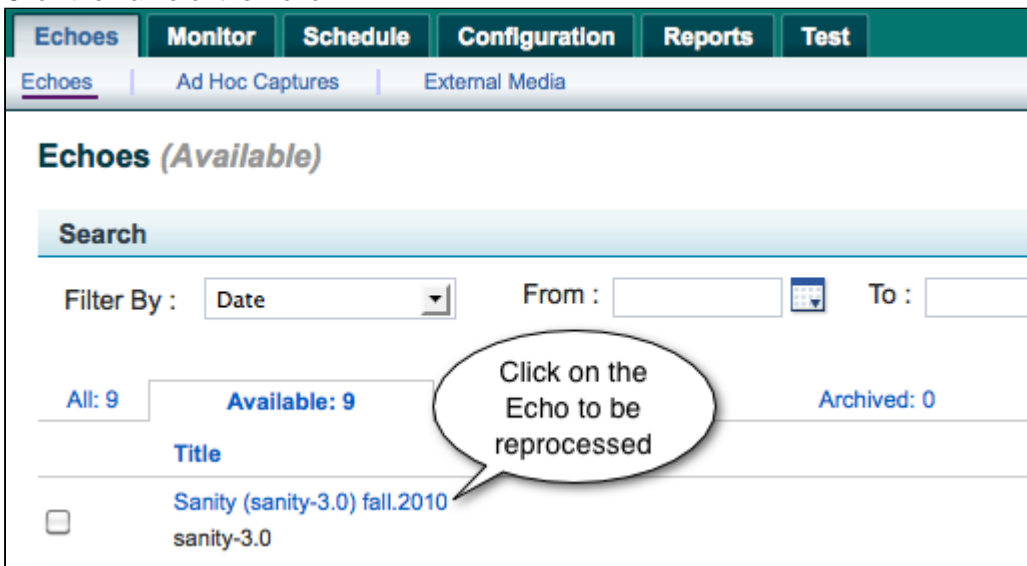 Echoes Monitor Schedule Configuration Reports Test
Echoes Ad Hoc Captures External Media
Echoes (Available)
Search
Filter By : Date From : To :
Click on the
Echo to be
reprocessed
All: 9 Available: 9 Archived: 0
Title
Sanity (sanity-3.0) fall.2010
sanity-3.0